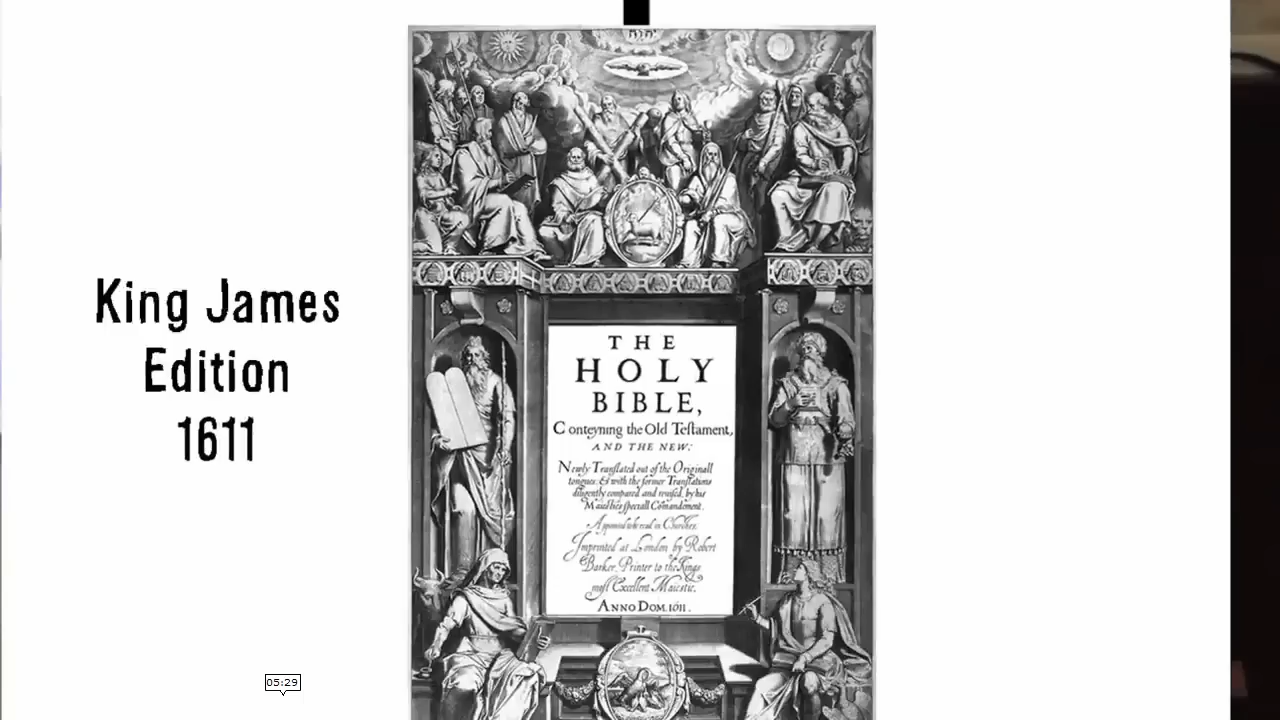 יהוה
King James
Edition
1611
THE
HOLY
BIBLE,
Conteyning the Old Teſtament,
AND THE NEW:
Newly Tranſlated out of the Originall
tongues: & with the former Tranſlations
diligently compared and reuiſed, by his
Maieſties ſpeciall Comandement.
Appointed to be read in Churches.
Imprinted at London by Robert
Barker, Printer to the Kings
moſt Excellent Maieſtie.
ANNO DOM. 1611.
05:29